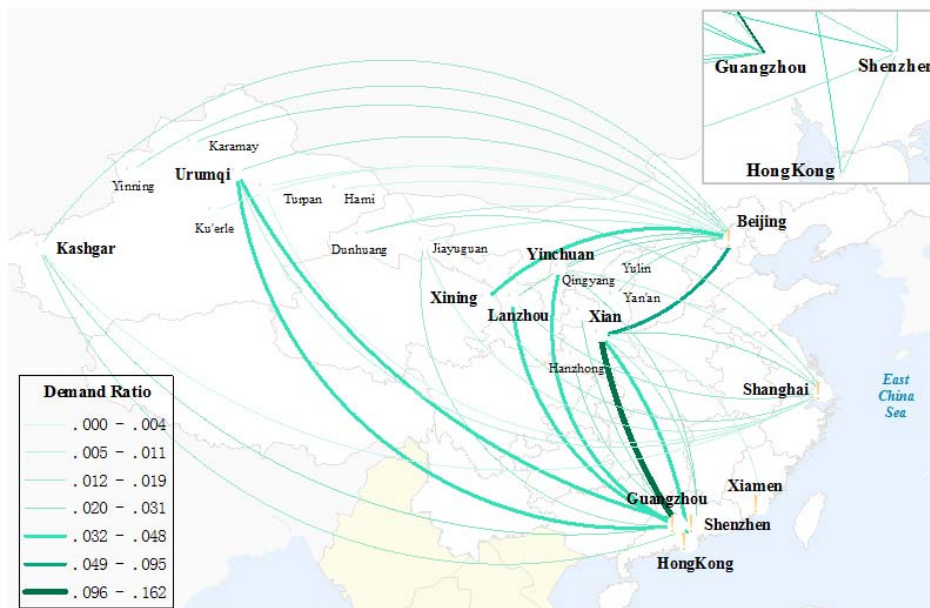 Guangzhou
Shenzhen
HongKong
Karamay
Urumqi
Yinning
Turpan
Hami
Ku'erle
Beijing
Kashgar
Dunhuang
Jiayuguan
Yinchuan
Yulin
Qingyang
Xining
Yan'an
Lanzhou
Xian
Hanzhong
Shanghai
East
China
Sea
Demand Ratio
.000 - .004
.005 - .011
.012 - .019
.020 - .031
.032 - .048
.049 - .095
.096 - .162
Xiamen
Guangzhou
Shenzhen
HongKong